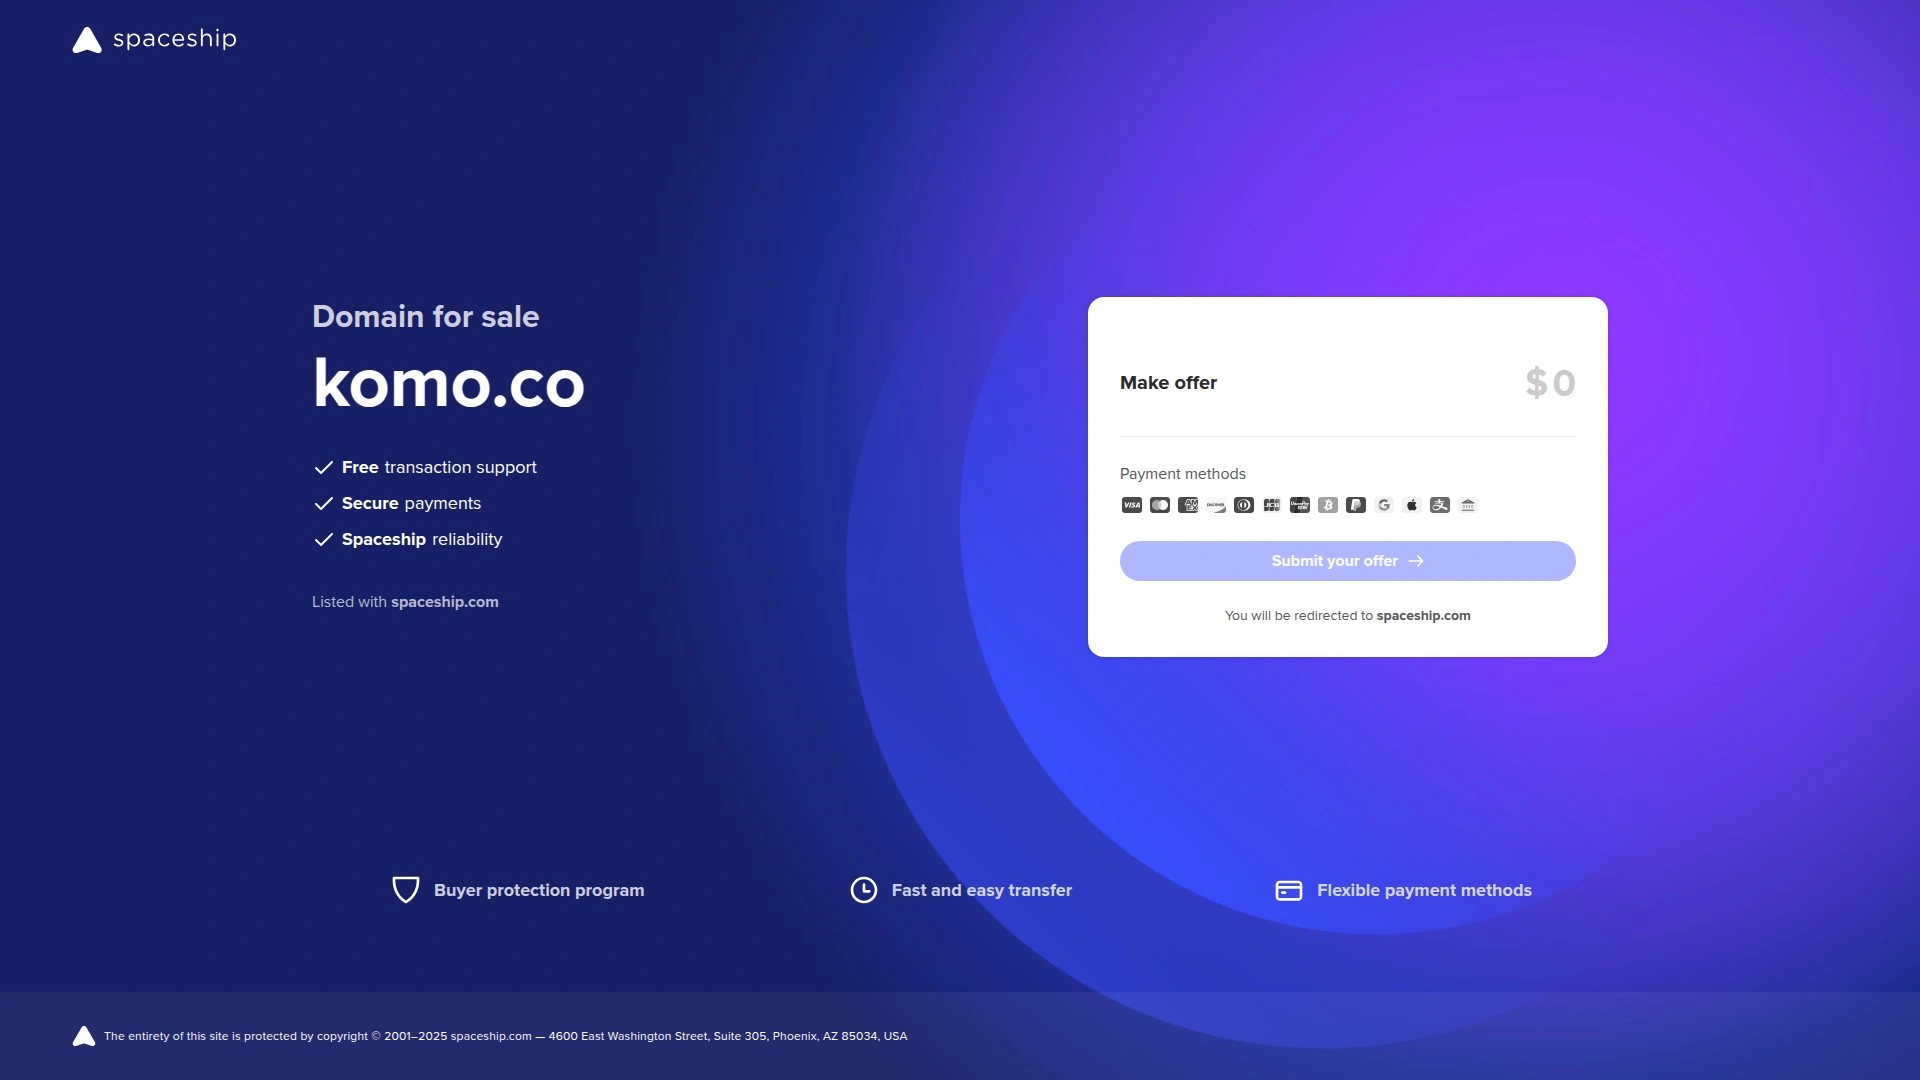 spaceship
Domain for sale
komo.co
Free transaction support
Secure payments
Spaceship reliability
Listed with spaceship.com
Make offer
$ 0
Payment methods
VISA
Submit your offer
You will be redirected to spaceship.com
Buyer protection program
Fast and easy transfer
Flexible payment methods
The entirety of this site is protected by copyright © 2001–2025 spaceship.com — 4600 East Washington Street, Suite 305, Phoenix, AZ 85034, USA